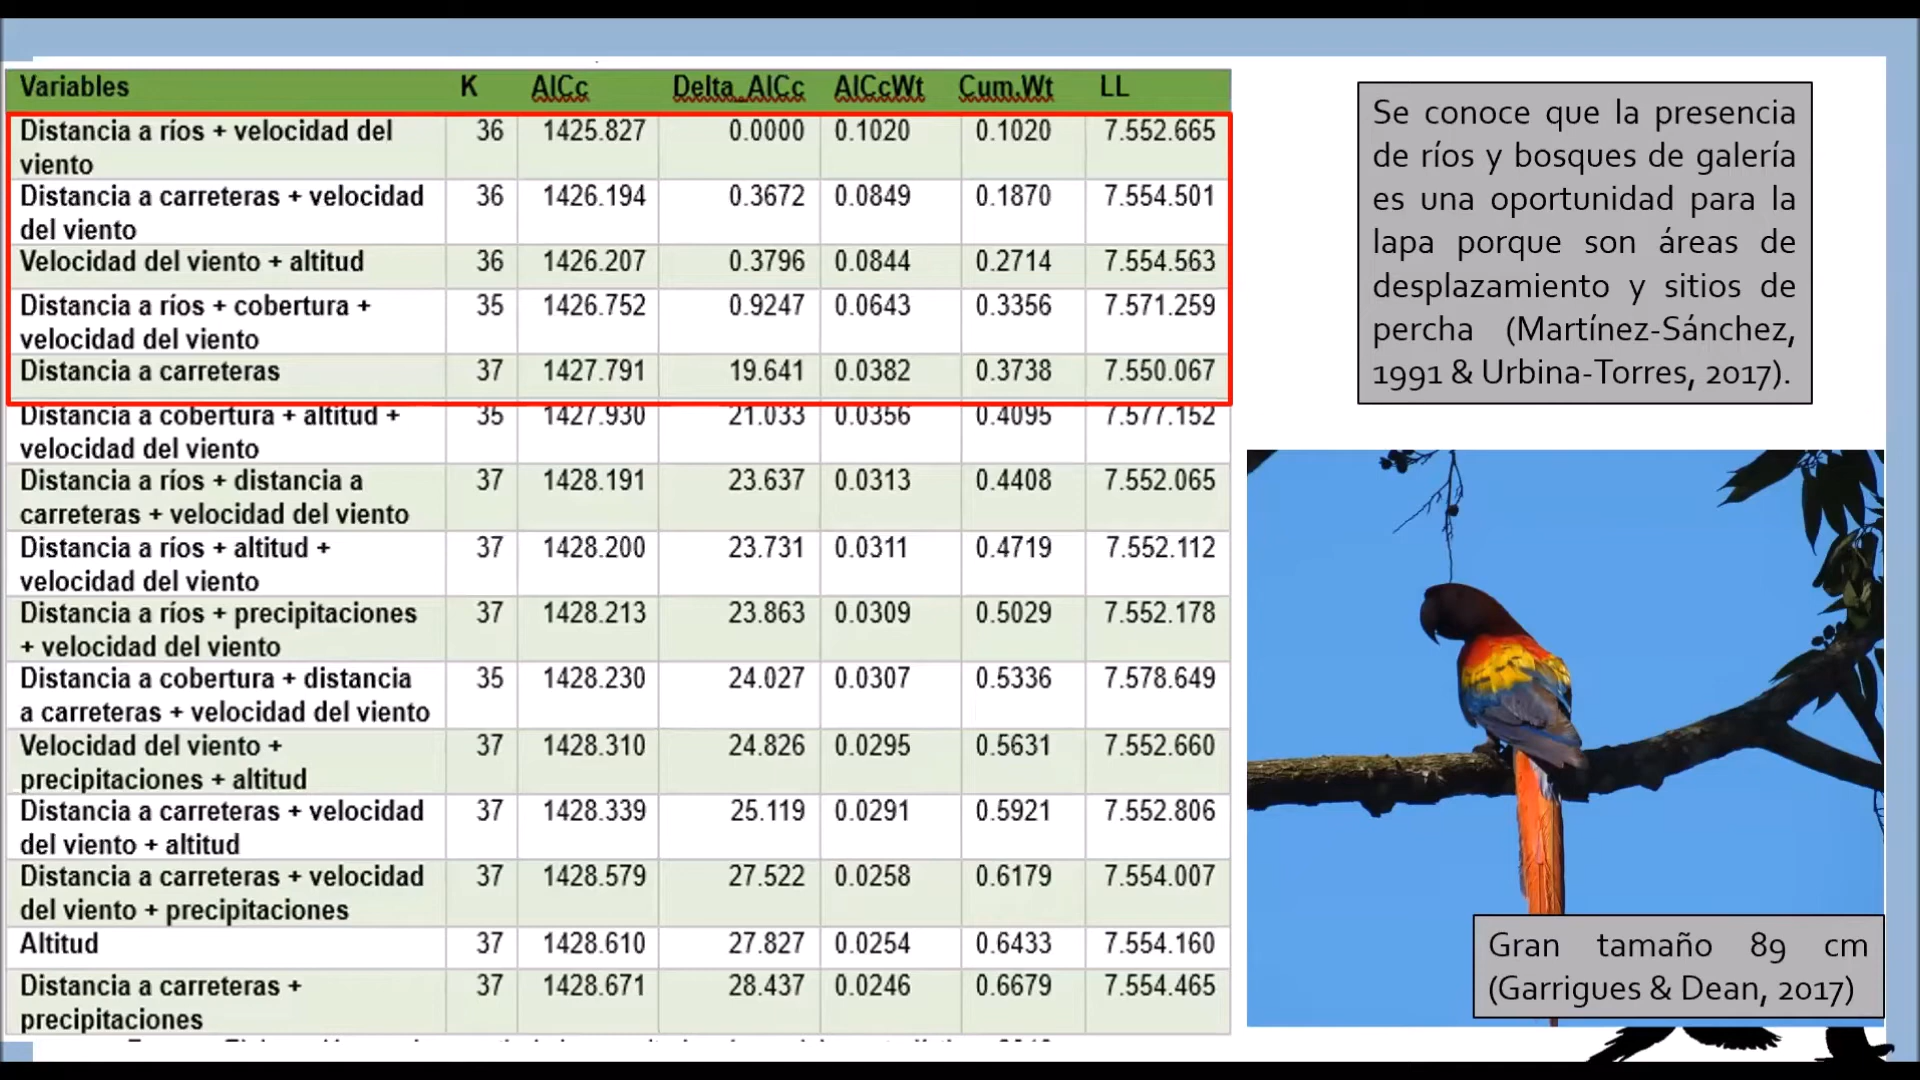 Variables K AICc Delta_AICc AICcWt Cum.Wt LL
Distancia a ríos + velocidad del viento 36 1425.827 0.0000 0.1020 0.1020 7.552.665
Distancia a carreteras + velocidad del viento 36 1426.194 0.3672 0.0849 0.1870 7.554.501
Velocidad del viento + altitud 36 1426.207 0.3796 0.0844 0.2714 7.554.563
Distancia a ríos + cobertura + velocidad del viento 35 1426.752 0.9247 0.0643 0.3356 7.571.259
Distancia a carreteras 37 1427.791 19.641 0.0382 0.3738 7.550.067
Distancia a cobertura + altitud + velocidad del viento 35 1427.930 21.033 0.0356 0.4095 7.577.152
Distancia a ríos + distancia a carreteras + velocidad del viento 37 1428.191 23.637 0.0313 0.4408 7.552.065
Distancia a ríos + altitud + velocidad del viento 37 1428.200 23.731 0.0311 0.4719 7.552.112
Distancia a ríos + precipitaciones + velocidad del viento 37 1428.213 23.863 0.0309 0.5029 7.552.178
Distancia a cobertura + distancia a carreteras + velocidad del viento 35 1428.230 24.027 0.0307 0.5336 7.578.649
Velocidad del viento + precipitaciones + altitud 37 1428.310 24.826 0.0295 0.5631 7.552.660
Distancia a carreteras + velocidad del viento + altitud 37 1428.339 25.119 0.0291 0.5921 7.552.806
Distancia a carreteras + velocidad del viento + precipitaciones 37 1428.579 27.522 0.0258 0.6179 7.554.007
Altitud 37 1428.610 27.827 0.0254 0.6433 7.554.160
Distancia a carreteras + precipitaciones 37 1428.671 28.437 0.0246 0.6679 7.554.465
Se conoce que la presencia
de ríos y bosques de galería
es una oportunidad para la
lapa porque son áreas de
desplazamiento y sitios de
percha (Martínez-Sánchez,
1991 & Urbina-Torres, 2017).
Gran tamaño 89 cm
(Garrigues & Dean, 2017)